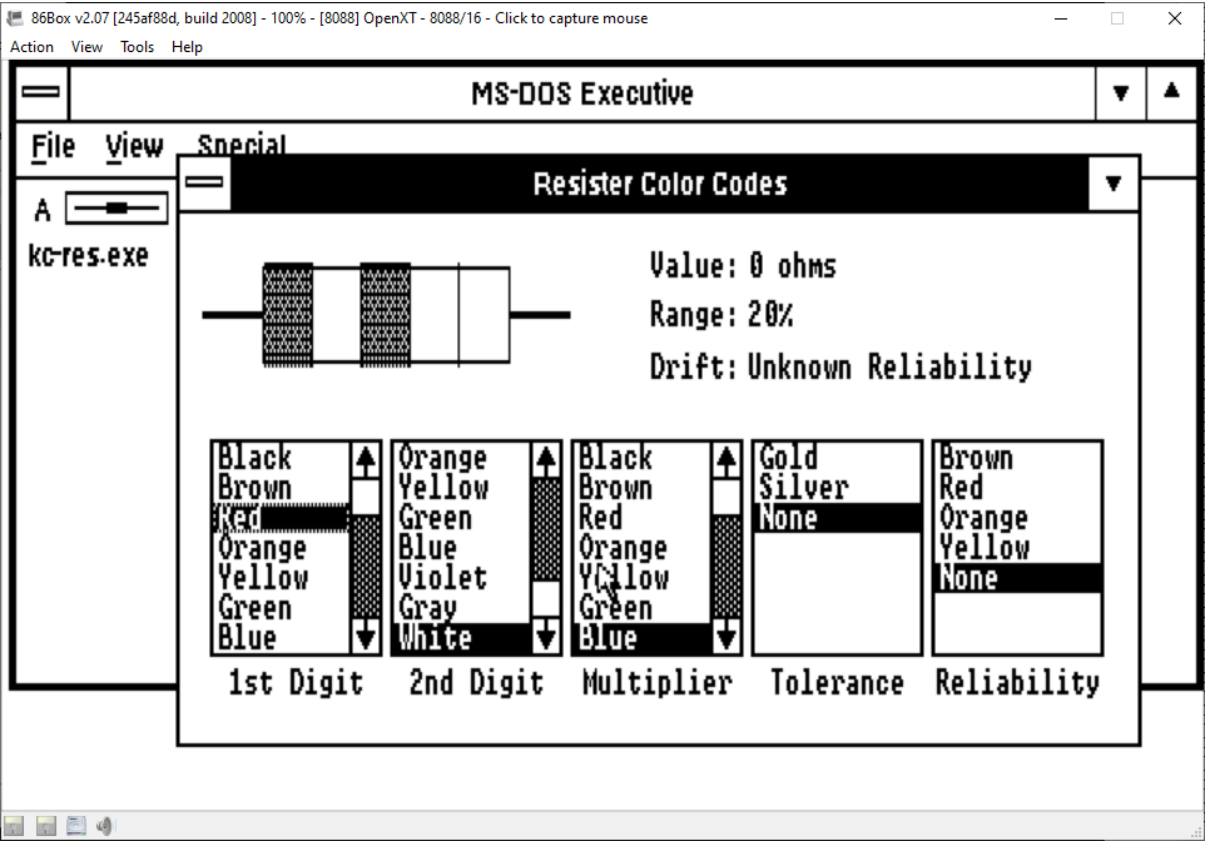 86Box v2.07 [245af88d, build 2008] - 100% - [8088] OpenXT - 8088/16 - Click to capture mouse
Action View Tools Help
MS-DOS Executive
File View Special
Resister Color Codes
A
kc-res.exe
Value: 0 ohms
Range: 20%
Drift: Unknown Reliability
Black Orange Black Gold Brown
Brown Yellow Brown Silver Red
Red Green Red None Orange
Orange Blue Orange Yellow
Yellow Violet Yellow None
Green Gray Green
Blue White Blue
1st Digit 2nd Digit Multiplier Tolerance Reliability